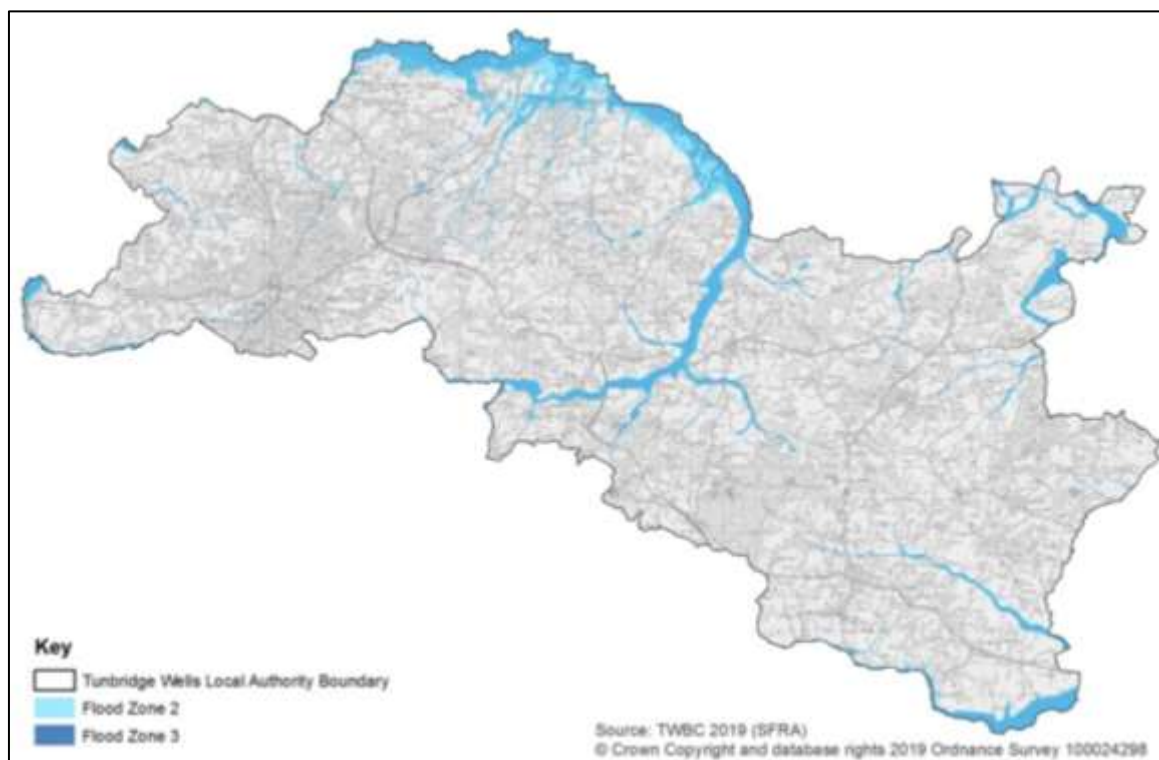 Key
Tunbridge Wells Local Authority Boundary
Flood Zone 2
Flood Zone 3
Source: TWBC 2019 (SFRA)
© Crown Copyright and database rights 2019 Ordnance Survey 100024298